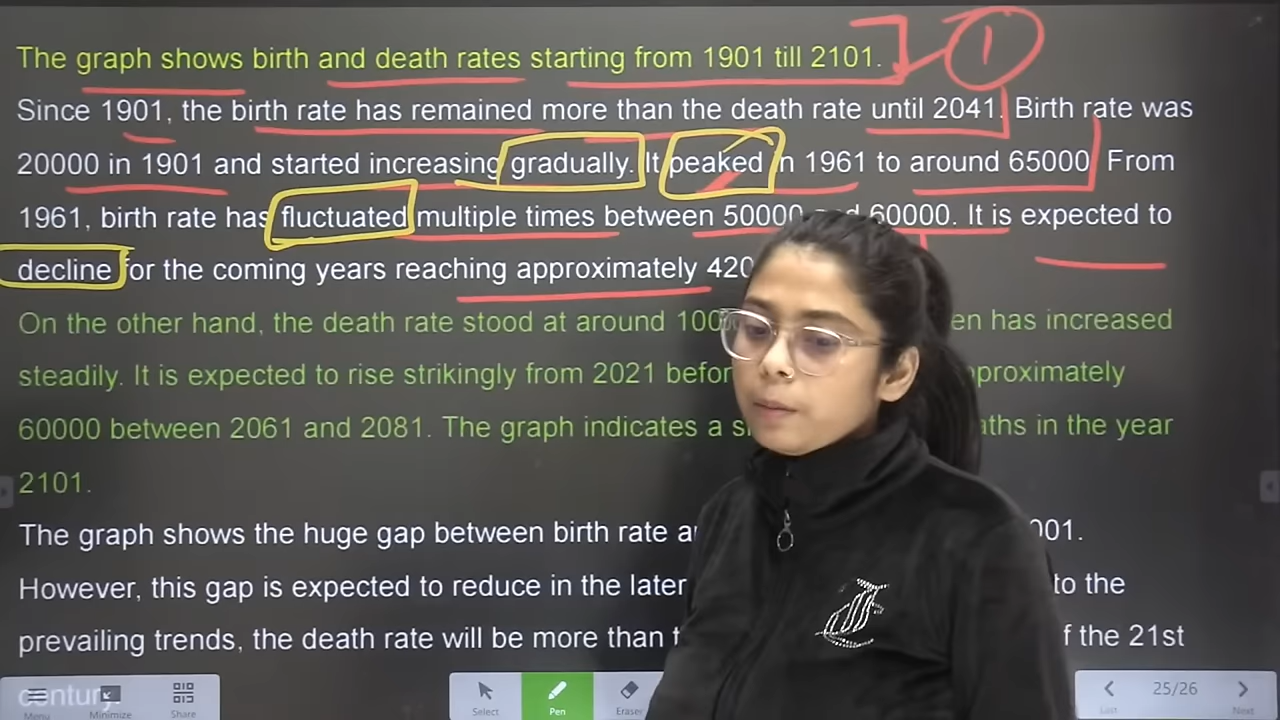 The graph shows birth and death rates starting from 1901 till 2101.
1
Since 1901, the birth rate has remained more than the death rate until 2041. Birth rate was
20000 in 1901 and started increasing gradually. It peaked in 1961 to around 65000. From
1961, birth rate has fluctuated multiple times between 50000 and 60000. It is expected to
decline for the coming years reaching approximately 420
On the other hand, the death rate stood at around 100 has increased
steadily. It is expected to rise strikingly from 2021 approximately
60000 between 2061 and 2081. The graph indicates a in the year
2101.
The graph shows the huge gap between birth rate
However, this gap is expected to reduce in the later to the
prevailing trends, the death rate will be more than the 21st
century.
Menu
Minimize
Share
Select
Pen
Eraser
Last
25/26
Next